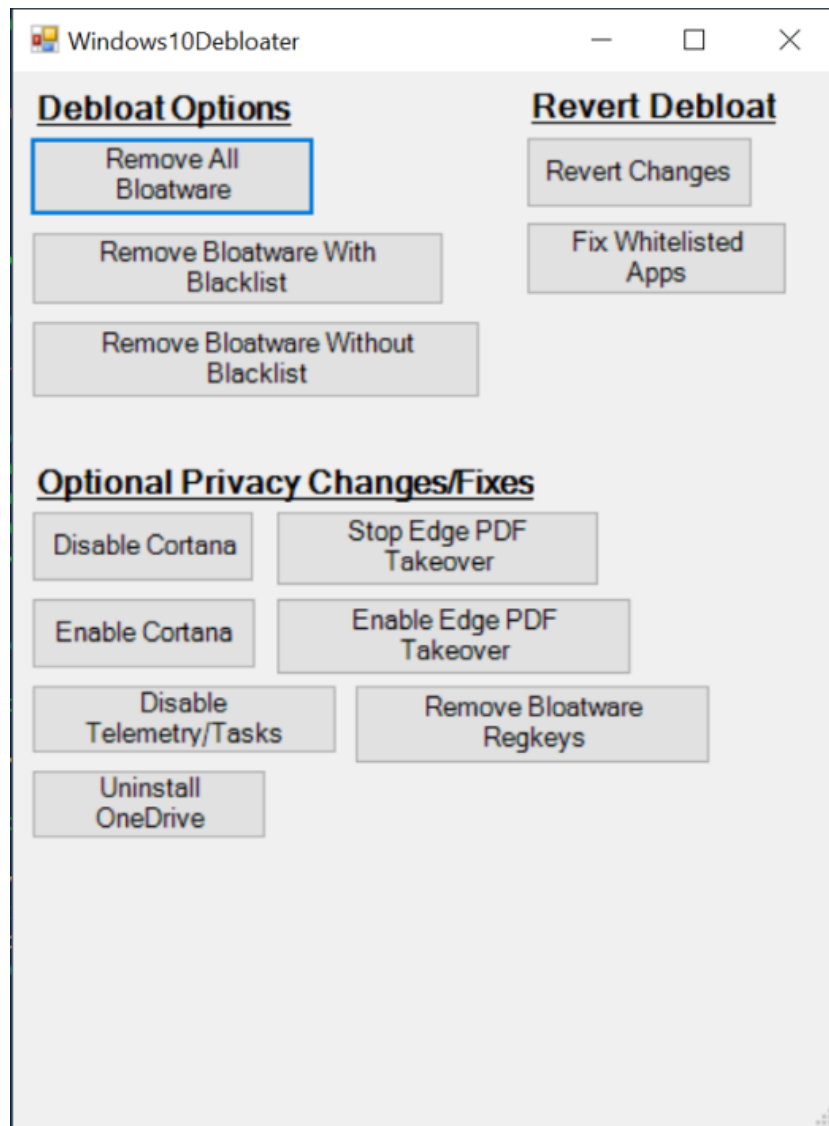 Windows10Debloater
Debloat Options
Remove All
Bloatware
Remove Bloatware With
Blacklist
Remove Bloatware Without
Blacklist
Revert Debloat
Revert Changes
Fix Whitelisted
Apps
Optional Privacy Changes/Fixes
Disable Cortana
Stop Edge PDF
Takeover
Enable Cortana
Enable Edge PDF
Takeover
Disable
Telemetry/Tasks
Remove Bloatware
Regkeys
Uninstall
OneDrive